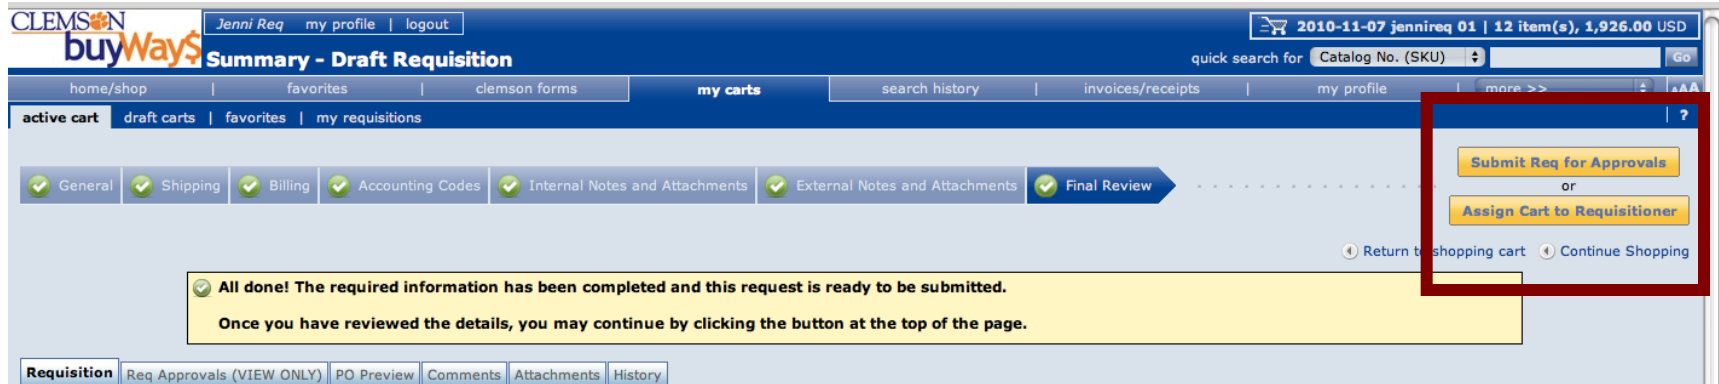 CLEMSON Jenni Req my profile | logout 2010-11-07 jennireq 01 | 12 item(s), 1,926.00 USD
buyWay$ Summary - Draft Requisition quick search for Catalog No. (SKU) Go
home/shop | favorites | clemson forms my carts search history | invoices/receipts | my profile | more >> AAA
active cart draft carts | favorites | my requisitions | ?
Submit Req for Approvals
General Shipping Billing Accounting Codes Internal Notes and Attachments External Notes and Attachments Final Review or
Assign Cart to Requisitioner
Return to shopping cart Continue Shopping
All done! The required information has been completed and this request is ready to be submitted.
Once you have reviewed the details, you may continue by clicking the button at the top of the page.
Requisition Req Approvals (VIEW ONLY) PO Preview Comments Attachments History